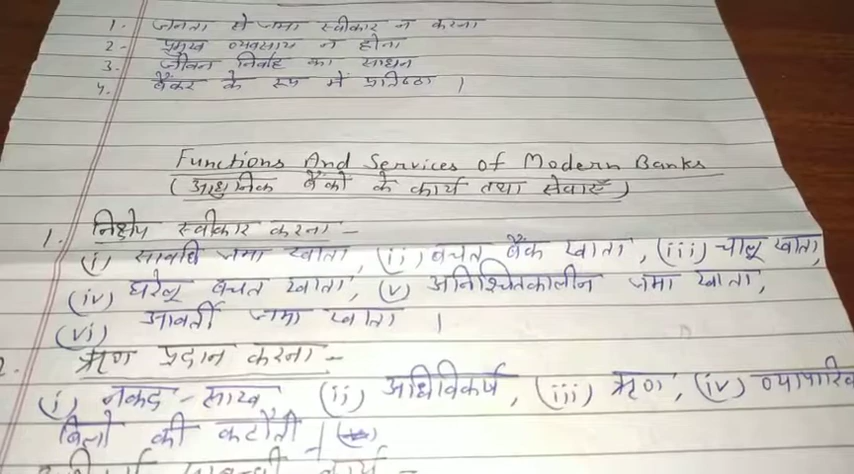 1. जनता से जमा स्वीकार न करना
2- प्रमुख व्यवसाय न होना
3. जीवन निर्वाह का साधन
4. बैंकर के रूप में प्रतिष्ठा ।
Functions And Services of Modern Banks
(आधुनिक बैंकों के कार्य तथा सेवाएँ)
1. निक्षेप स्वीकार करना -
(i) सावधि जमा खाता, (ii) बचत बैंक खाता, (iii) चालू खाता,
(iv) घरेलू बचत खाता, (v) अनिश्चितकालीन जमा खाता,
(vi) आवर्ती जमा खाता ।
2. ऋण प्रदान करना -
(i) नकद - साख (ii) अधिविकर्ष, (iii) ऋण, (iv) व्यापारिक
बिलों की कटौती ।